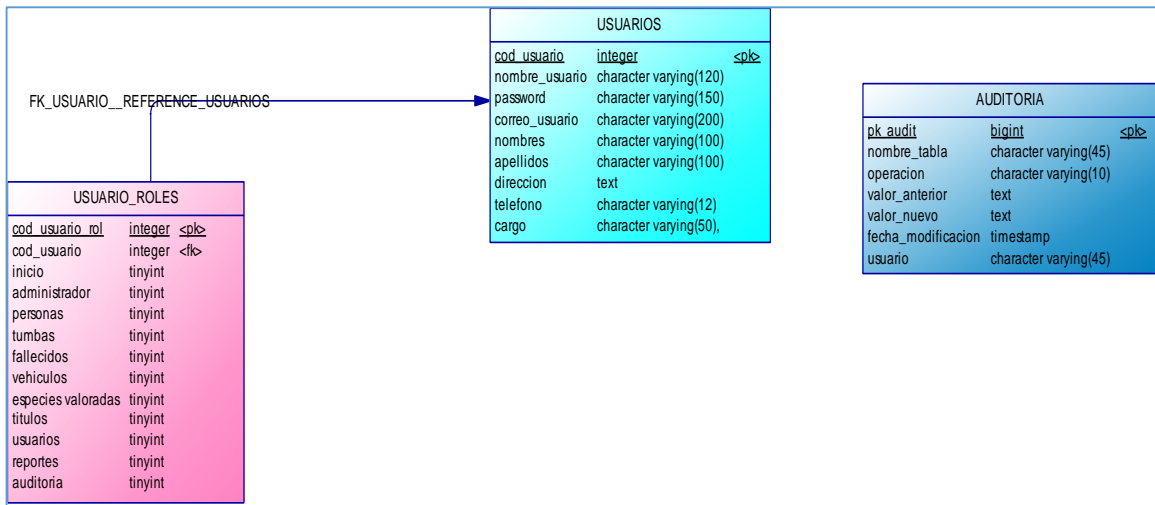 USUARIOS
cod_usuario integer <pk>
nombre_usuario character varying(120)
password character varying(150)
correo_usuario character varying(200)
nombres character varying(100)
apellidos character varying(100)
direccion text
telefono character varying(12)
cargo character varying(50),
FK_USUARIO__REFERENCE_USUARIOS
AUDITORIA
pk_audit bigint <pk>
nombre_tabla character varying(45)
operacion character varying(10)
valor_anterior text
valor_nuevo text
fecha_modificacion timestamp
usuario character varying(45)
USUARIO_ROLES
cod_usuario_rol integer <pk>
cod_usuario integer <fk>
inicio tinyint
administrador tinyint
personas tinyint
tumbas tinyint
fallecidos tinyint
vehiculos tinyint
especies valoradas tinyint
titulos tinyint
usuarios tinyint
reportes tinyint
auditoria tinyint